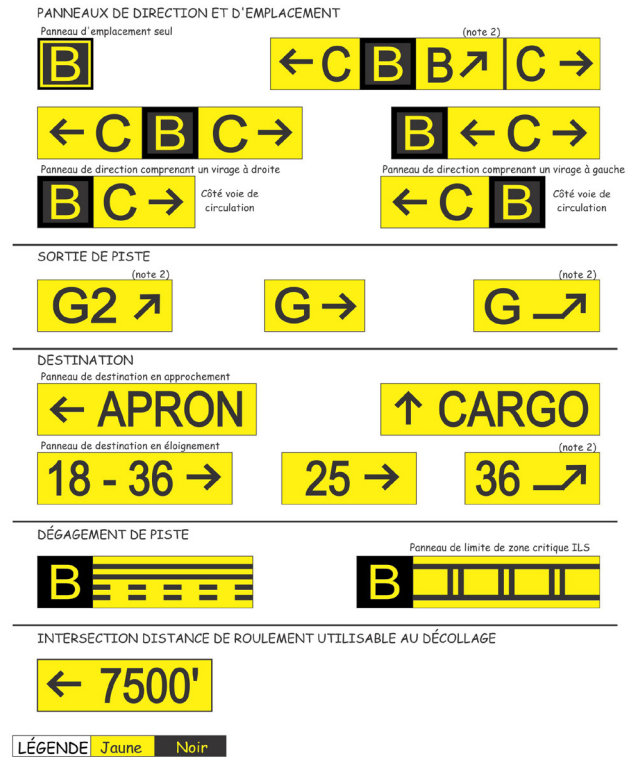 PANNEAUX DE DIRECTION ET D'EMPLACEMENT
Panneau d'emplacement seul
(note 2)
B
← C B B ↗ C →
← C B C →
B ← C →
Panneau de direction comprenant un virage à droite
Panneau de direction comprenant un virage à gauche
B C →
Côté voie de
circulation
← C B
Côté voie de
circulation
SORTIE DE PISTE
(note 2)
(note 2)
G2 ↗
G →
G ↗
DESTINATION
Panneau de destination en approchement
← APRON
↑ CARGO
Panneau de destination en éloignement
(note 2)
18 - 36 →
25 →
36 ↗
DÉGAGEMENT DE PISTE
Panneau de limite de zone critique ILS
B
B
INTERSECTION DISTANCE DE ROULEMENT UTILISABLE AU DÉCOLLAGE
← 7500'
LÉGENDE Jaune Noir